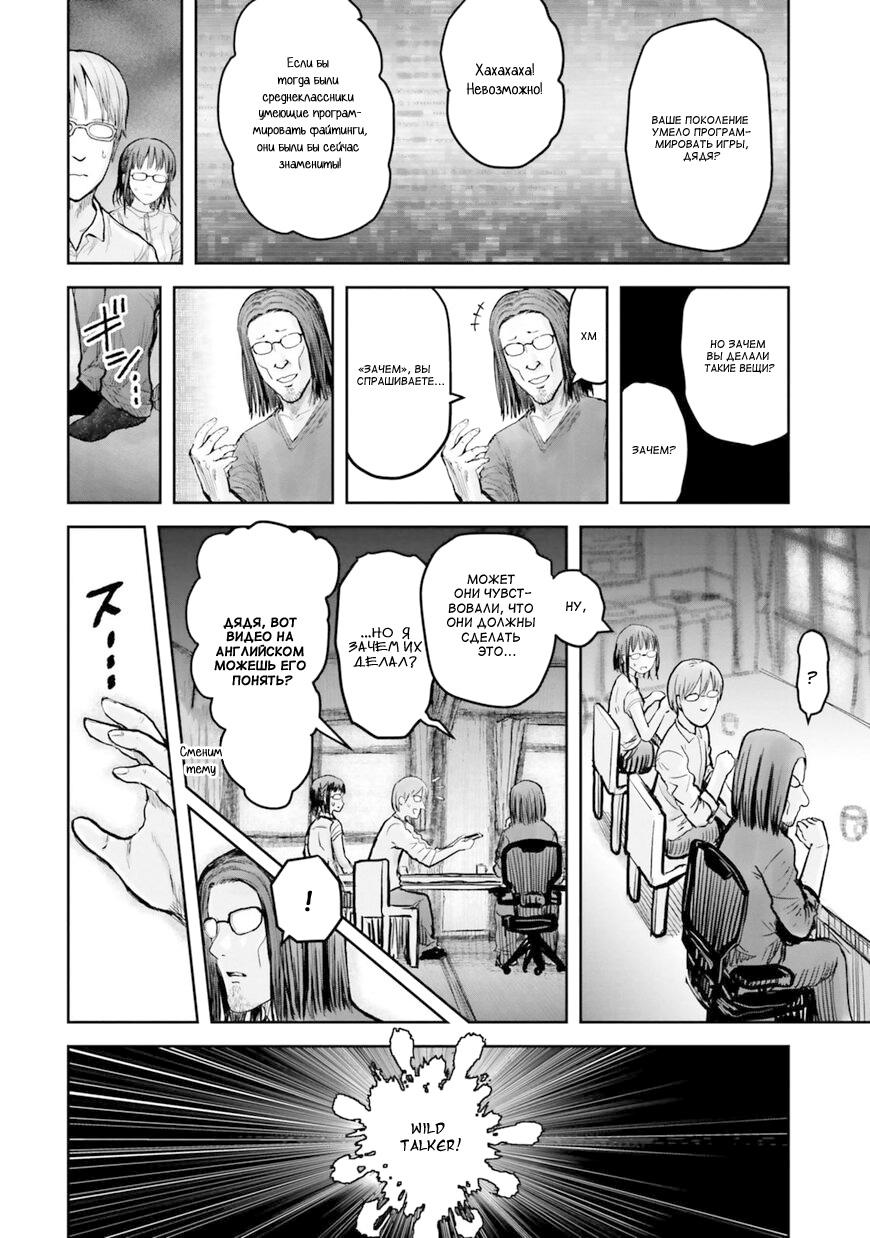 ВАШЕ ПОКОЛЕНИЕ
УМЕЛО ПРОГРАМ-
МИРОВАТЬ ИГРЫ,
ДЯДЯ?
Хахахаха!
Невозможно!
Если бы
тогда были
среднеклассники
умеющие програм-
мировать файтинги,
они были бы сейчас
знамениты!
НО ЗАЧЕМ
ВЫ ДЕЛАЛИ
ТАКИЕ ВЕЩИ?
ЗАЧЕМ?
ХМ
«ЗАЧЕМ», ВЫ
СПРАШИВАЕТЕ...
ギシ…
?
НУ,
МОЖЕТ
ОНИ ЧУВСТ-
ВОВАЛИ, ЧТО
ОНИ ДОЛЖНЫ
СДЕЛАТЬ
ЭТО...
...НО Я
ЗАЧЕМ ИХ
ДЕЛАЛ?
ДЯДЯ, ВОТ
ВИДЕО НА
АНГЛИЙСКОМ
МОЖЕШЬ ЕГО
ПОНЯТЬ?
Сменим
тему
!
ス…
WILD
TALKER!